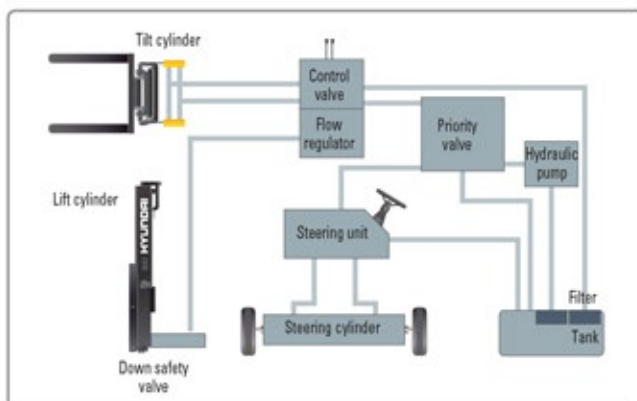 Tilt cylinder
Control
valve
Flow
regulator
Priority
valve
Hydraulic
pump
Lift cylinder
HYUNDAI
Steering unit
Filter
Steering cylinder
Tank
Down safety
valve